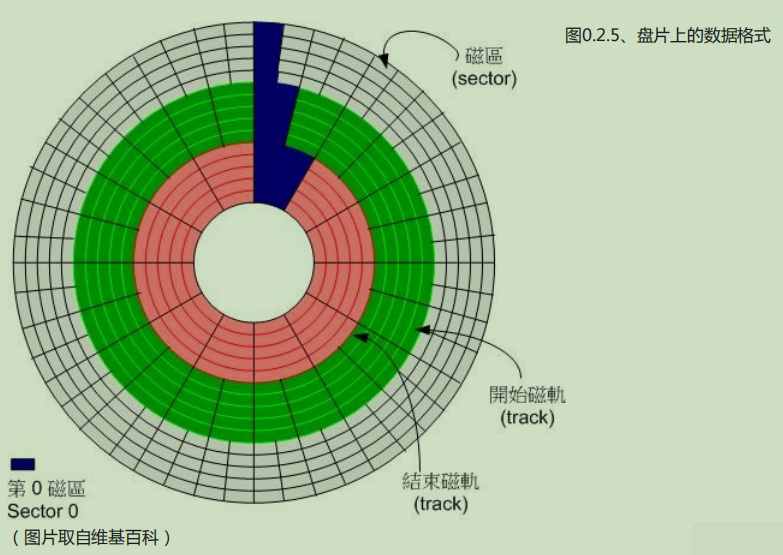 图0.2.5、盘片上的数据格式
磁區
(sector)
開始磁軌
(track)
結束磁軌
(track)
第 0 磁區
Sector 0
（图片取自维基百科）